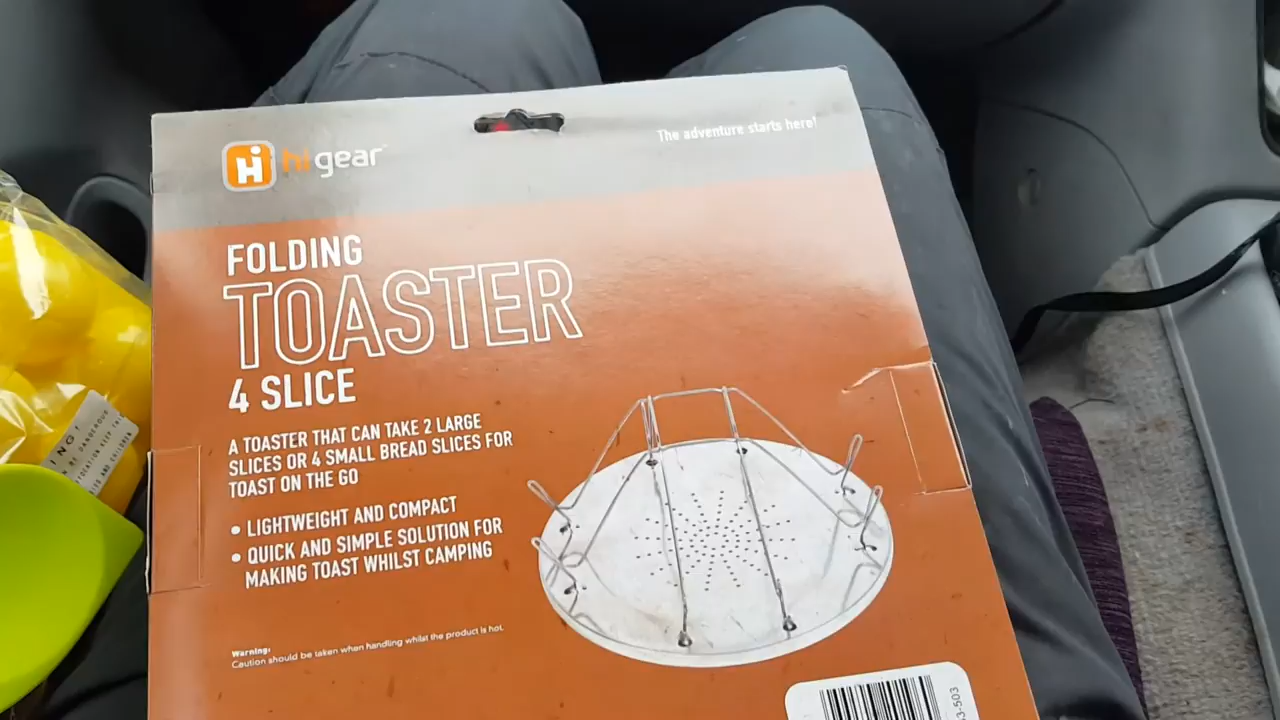 hi gear
The adventure starts here!
FOLDING
TOASTER
4 SLICE
A TOASTER THAT CAN TAKE 2 LARGE
SLICES OR 4 SMALL BREAD SLICES FOR
TOAST ON THE GO
• LIGHTWEIGHT AND COMPACT
• QUICK AND SIMPLE SOLUTION FOR
MAKING TOAST WHILST CAMPING
Warning:
Caution should be taken when handling whilst the product is hot.
3-503